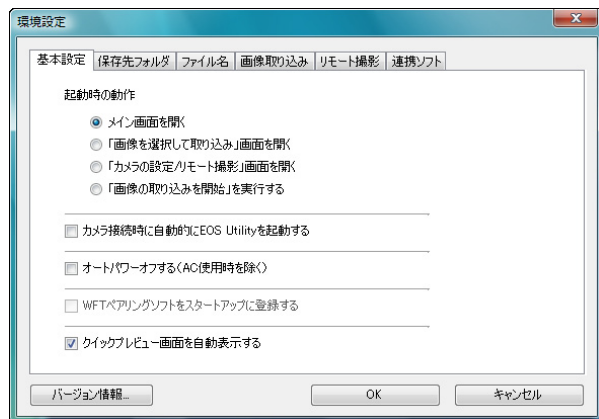 環境設定
基本設定 保存先フォルダ ファイル名 画像取り込み リモート撮影 連携ソフト
起動時の動作
メイン画面を開く
「画像を選択して取り込み」画面を開く
「カメラの設定/リモート撮影」画面を開く
「画像の取り込みを開始」を実行する
カメラ接続時に自動的にEOS Utilityを起動する
オートパワーオフする(AC使用時を除く)
WFTペアリングソフトをスタートアップに登録する
クイックプレビュー画面を自動表示する
バージョン情報... OK キャンセル